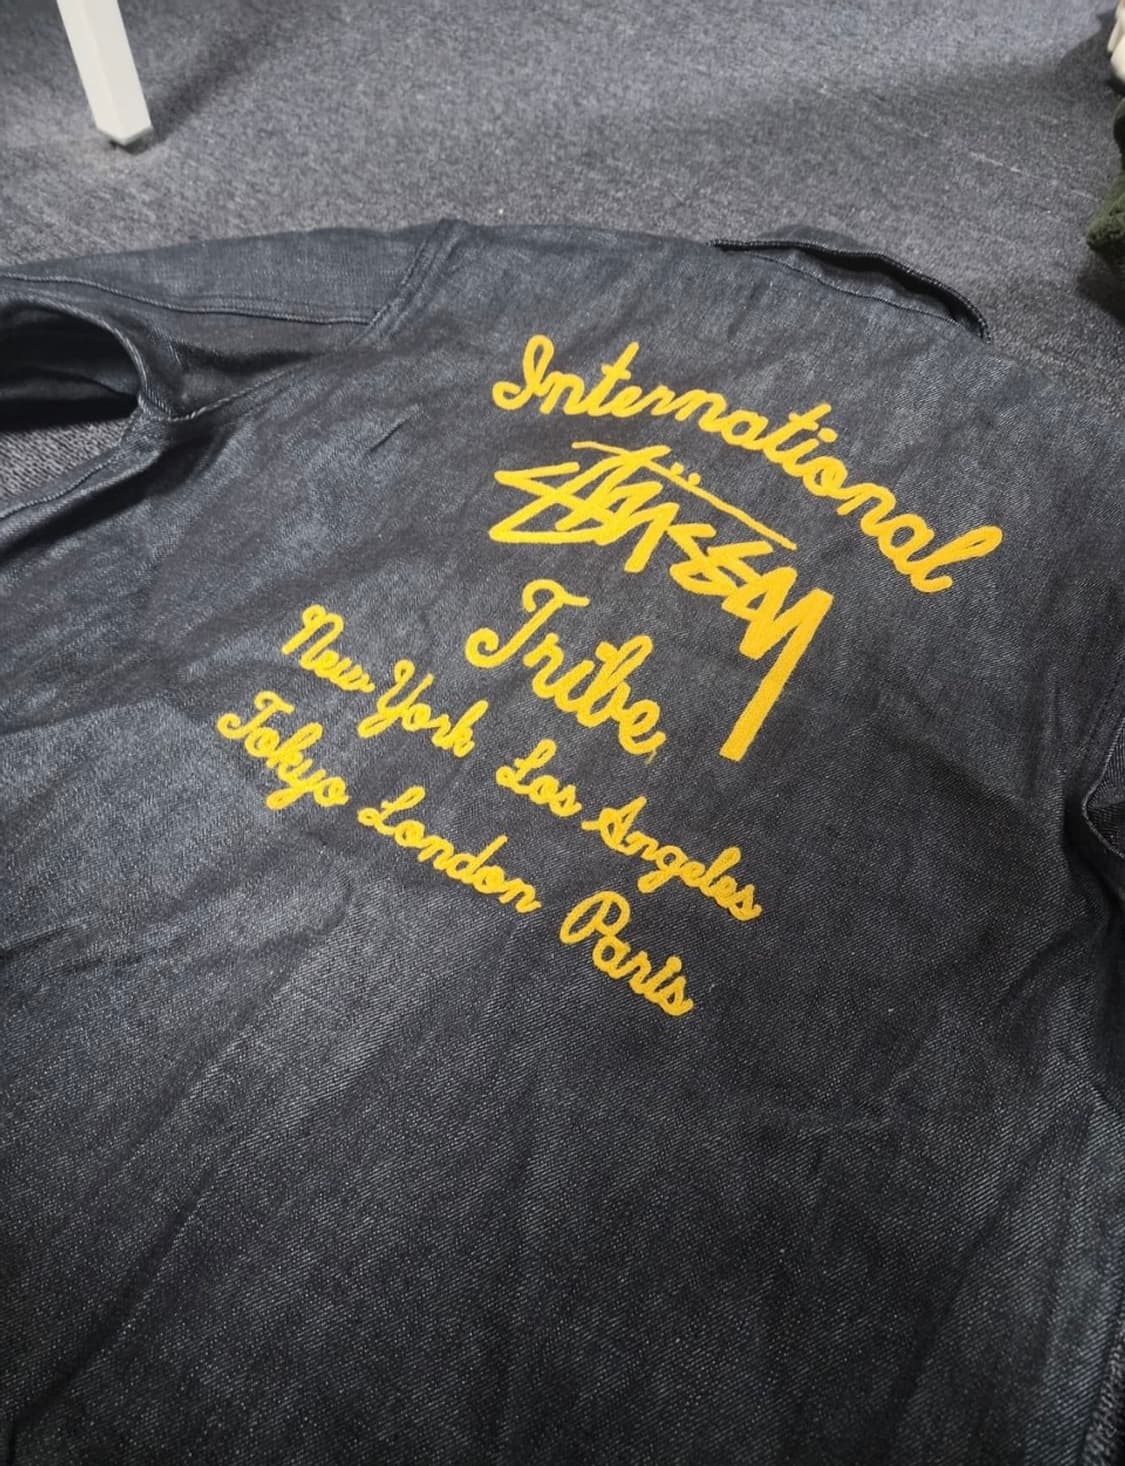 International
Stüssy
Tribe
New York Los Angeles
Tokyo London Paris